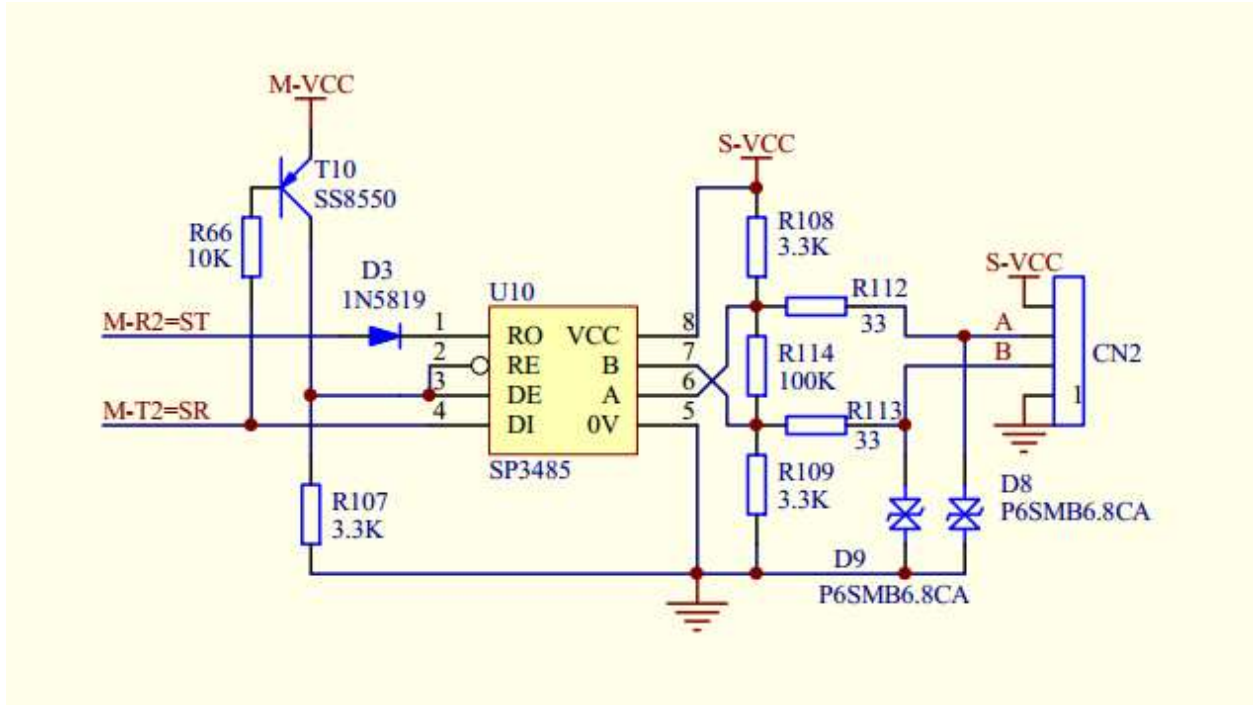 M-VCC
T10
SS8550
S-VCC
R66
10K
R108
3.3K
D3
1N5819
S-VCC
U10
R112
33
M-R2=ST
1
RO
VCC
8
A
2
RE
B
7
R114
100K
B
CN2
3
DE
A
6
1
M-T2=SR
4
DI
0V
5
R113
33
SP3485
R107
3.3K
R109
3.3K
D8
P6SMB6.8CA
D9
P6SMB6.8CA